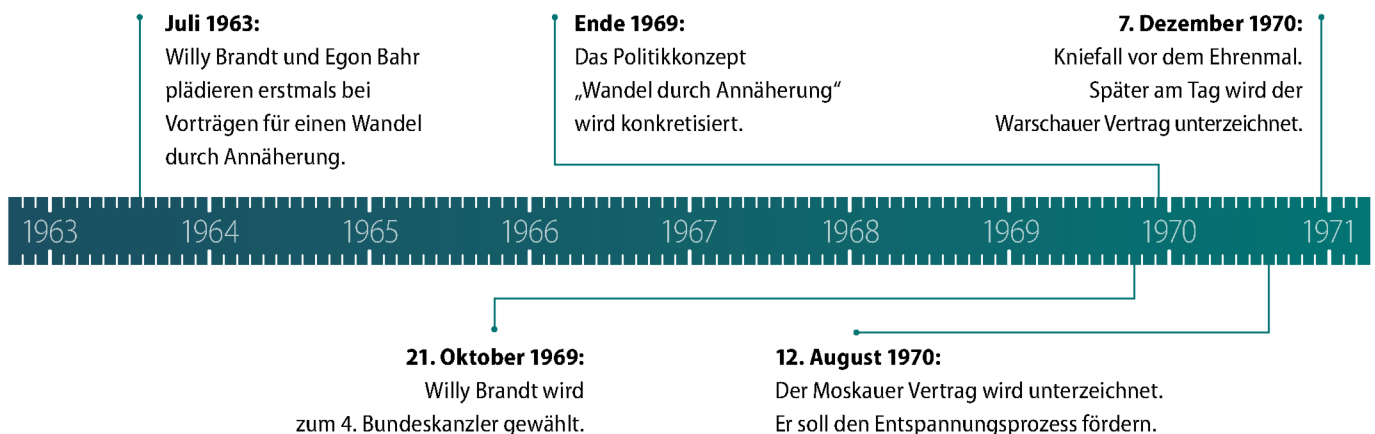 Juli 1963:
Willy Brandt und Egon Bahr
plädieren erstmals bei
Vorträgen für einen Wandel
durch Annäherung.
Ende 1969:
Das Politikkonzept
„Wandel durch Annäherung“
wird konkretisiert.
7. Dezember 1970:
Kniefall vor dem Ehrenmal.
Später am Tag wird der
Warschauer Vertrag unterzeichnet.
1963 1964 1965 1966 1967 1968 1969 1970 1971
21. Oktober 1969:
Willy Brandt wird
zum 4. Bundeskanzler gewählt.
12. August 1970:
Der Moskauer Vertrag wird unterzeichnet.
Er soll den Entspannungsprozess fördern.